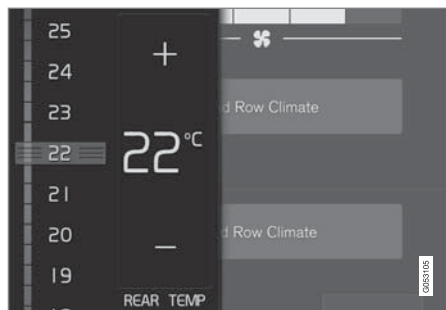 25
24
23
22
21
20
19
+
22°C
–
REAR TEMP
d Row Climate
d Row Climate
G053105